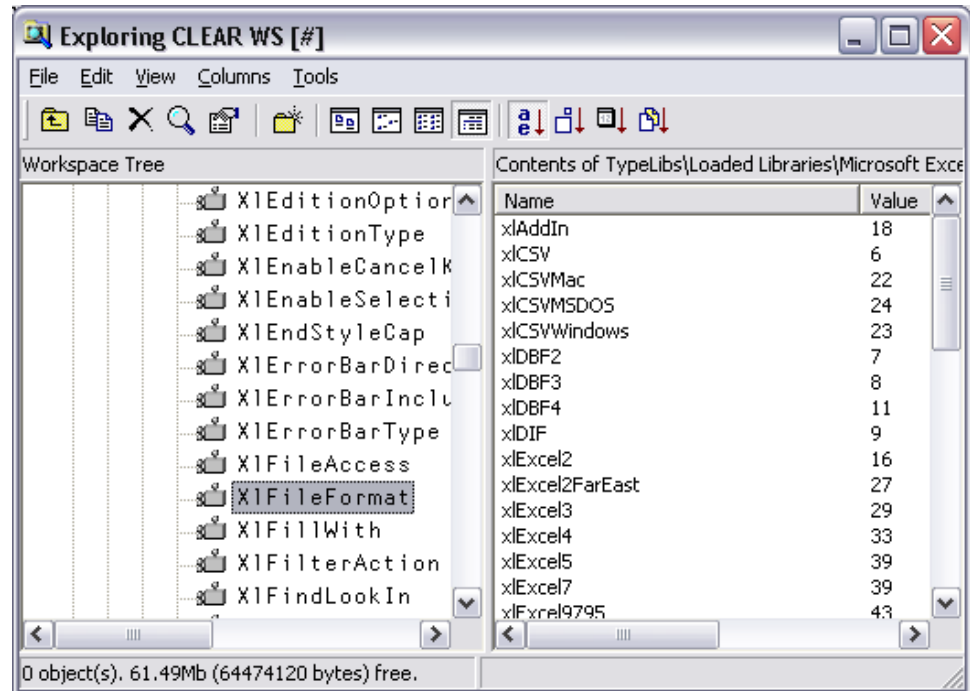 Exploring CLEAR WS [#]
File Edit View Columns Tools
Workspace Tree
XlEditionOption
XlEditionType
XlEnableCancelK
XlEnableSelecti
XlEndStyleCap
XlErrorBarDirec
XlErrorBarInclu
XlErrorBarType
XlFileAccess
XlFileFormat
XlFillWith
XlFilterAction
XlFindLookIn
Contents of TypeLibs\Loaded Libraries\Microsoft Exce
Name Value
xlAddIn 18
xlCSV 6
xlCSVMac 22
xlCSVMSDOS 24
xlCSVWindows 23
xlDBF2 7
xlDBF3 8
xlDBF4 11
xlDIF 9
xlExcel2 16
xlExcel2FarEast 27
xlExcel3 29
xlExcel4 33
xlExcel5 39
xlExcel7 39
xlExcel9795 43
0 object(s). 61.49Mb (64474120 bytes) free.